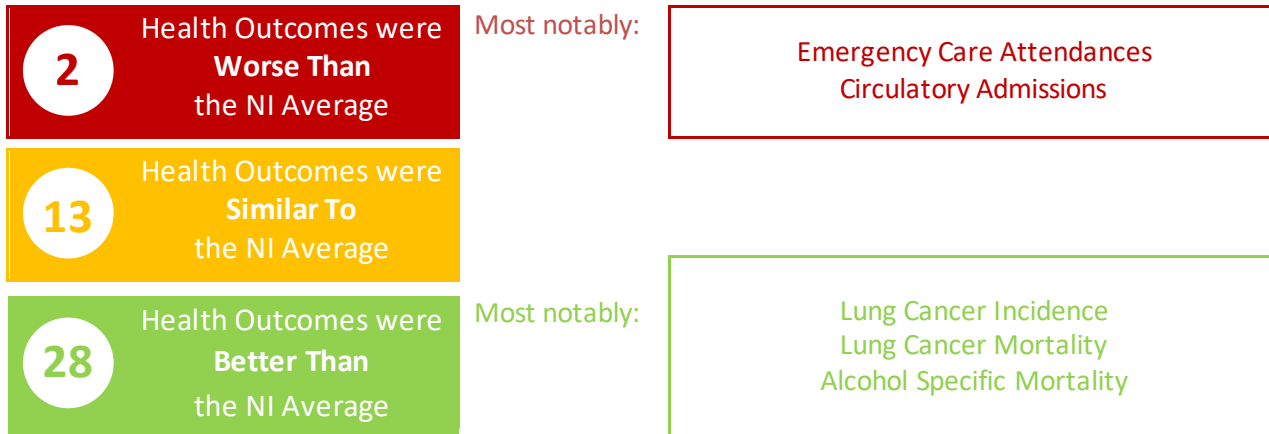 2
Health Outcomes were
Worse Than
the NI Average
Most notably:
Emergency Care Attendances
Circulatory Admissions
13
Health Outcomes were
Similar To
the NI Average
28
Health Outcomes were
Better Than
the NI Average
Most notably:
Lung Cancer Incidence
Lung Cancer Mortality
Alcohol Specific Mortality